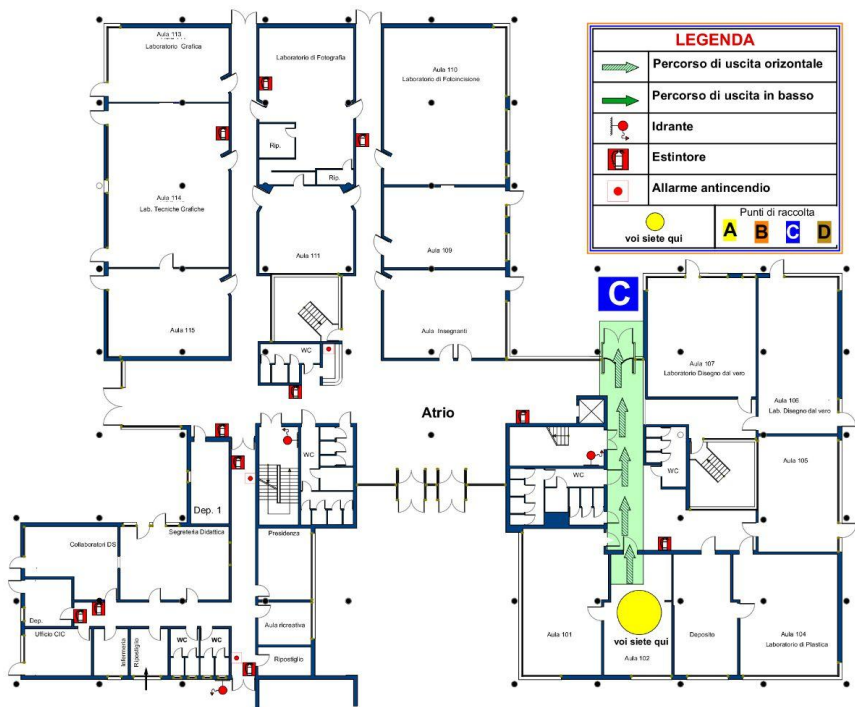 Aula 113
Laboratorio Grafica
Laboratorio di Fotografia
Aula 110
Laboratorio di Fotoincisione
Rip.
Rip.
Aula 114
Lab. Tecniche Grafiche
Aula 111
Aula 109
Aula 115
Aula Insegnanti
WC
LEGENDA
Percorso di uscita orizontale
Percorso di uscita in basso
Idrante
Estintore
Allarme antincendio
voi siete qui
Punti di raccolta
A B C D
C
Aula 107
Laboratorio Disegno dal vero
Aula 106
Lab. Disegno dal vero
Atrio
WC
WC
WC
Aula 105
Dep. 1
Segreteria Didattica
Presidenza
Collaboratori DS
Dep.
Ufficio CIC
Infermeria
Ripostiglio
WC
WC
Aula ricreativa
Ripostiglio
Aula 101
voi siete qui
Aula 102
Deposito
Aula 104
Laboratorio di Plastica